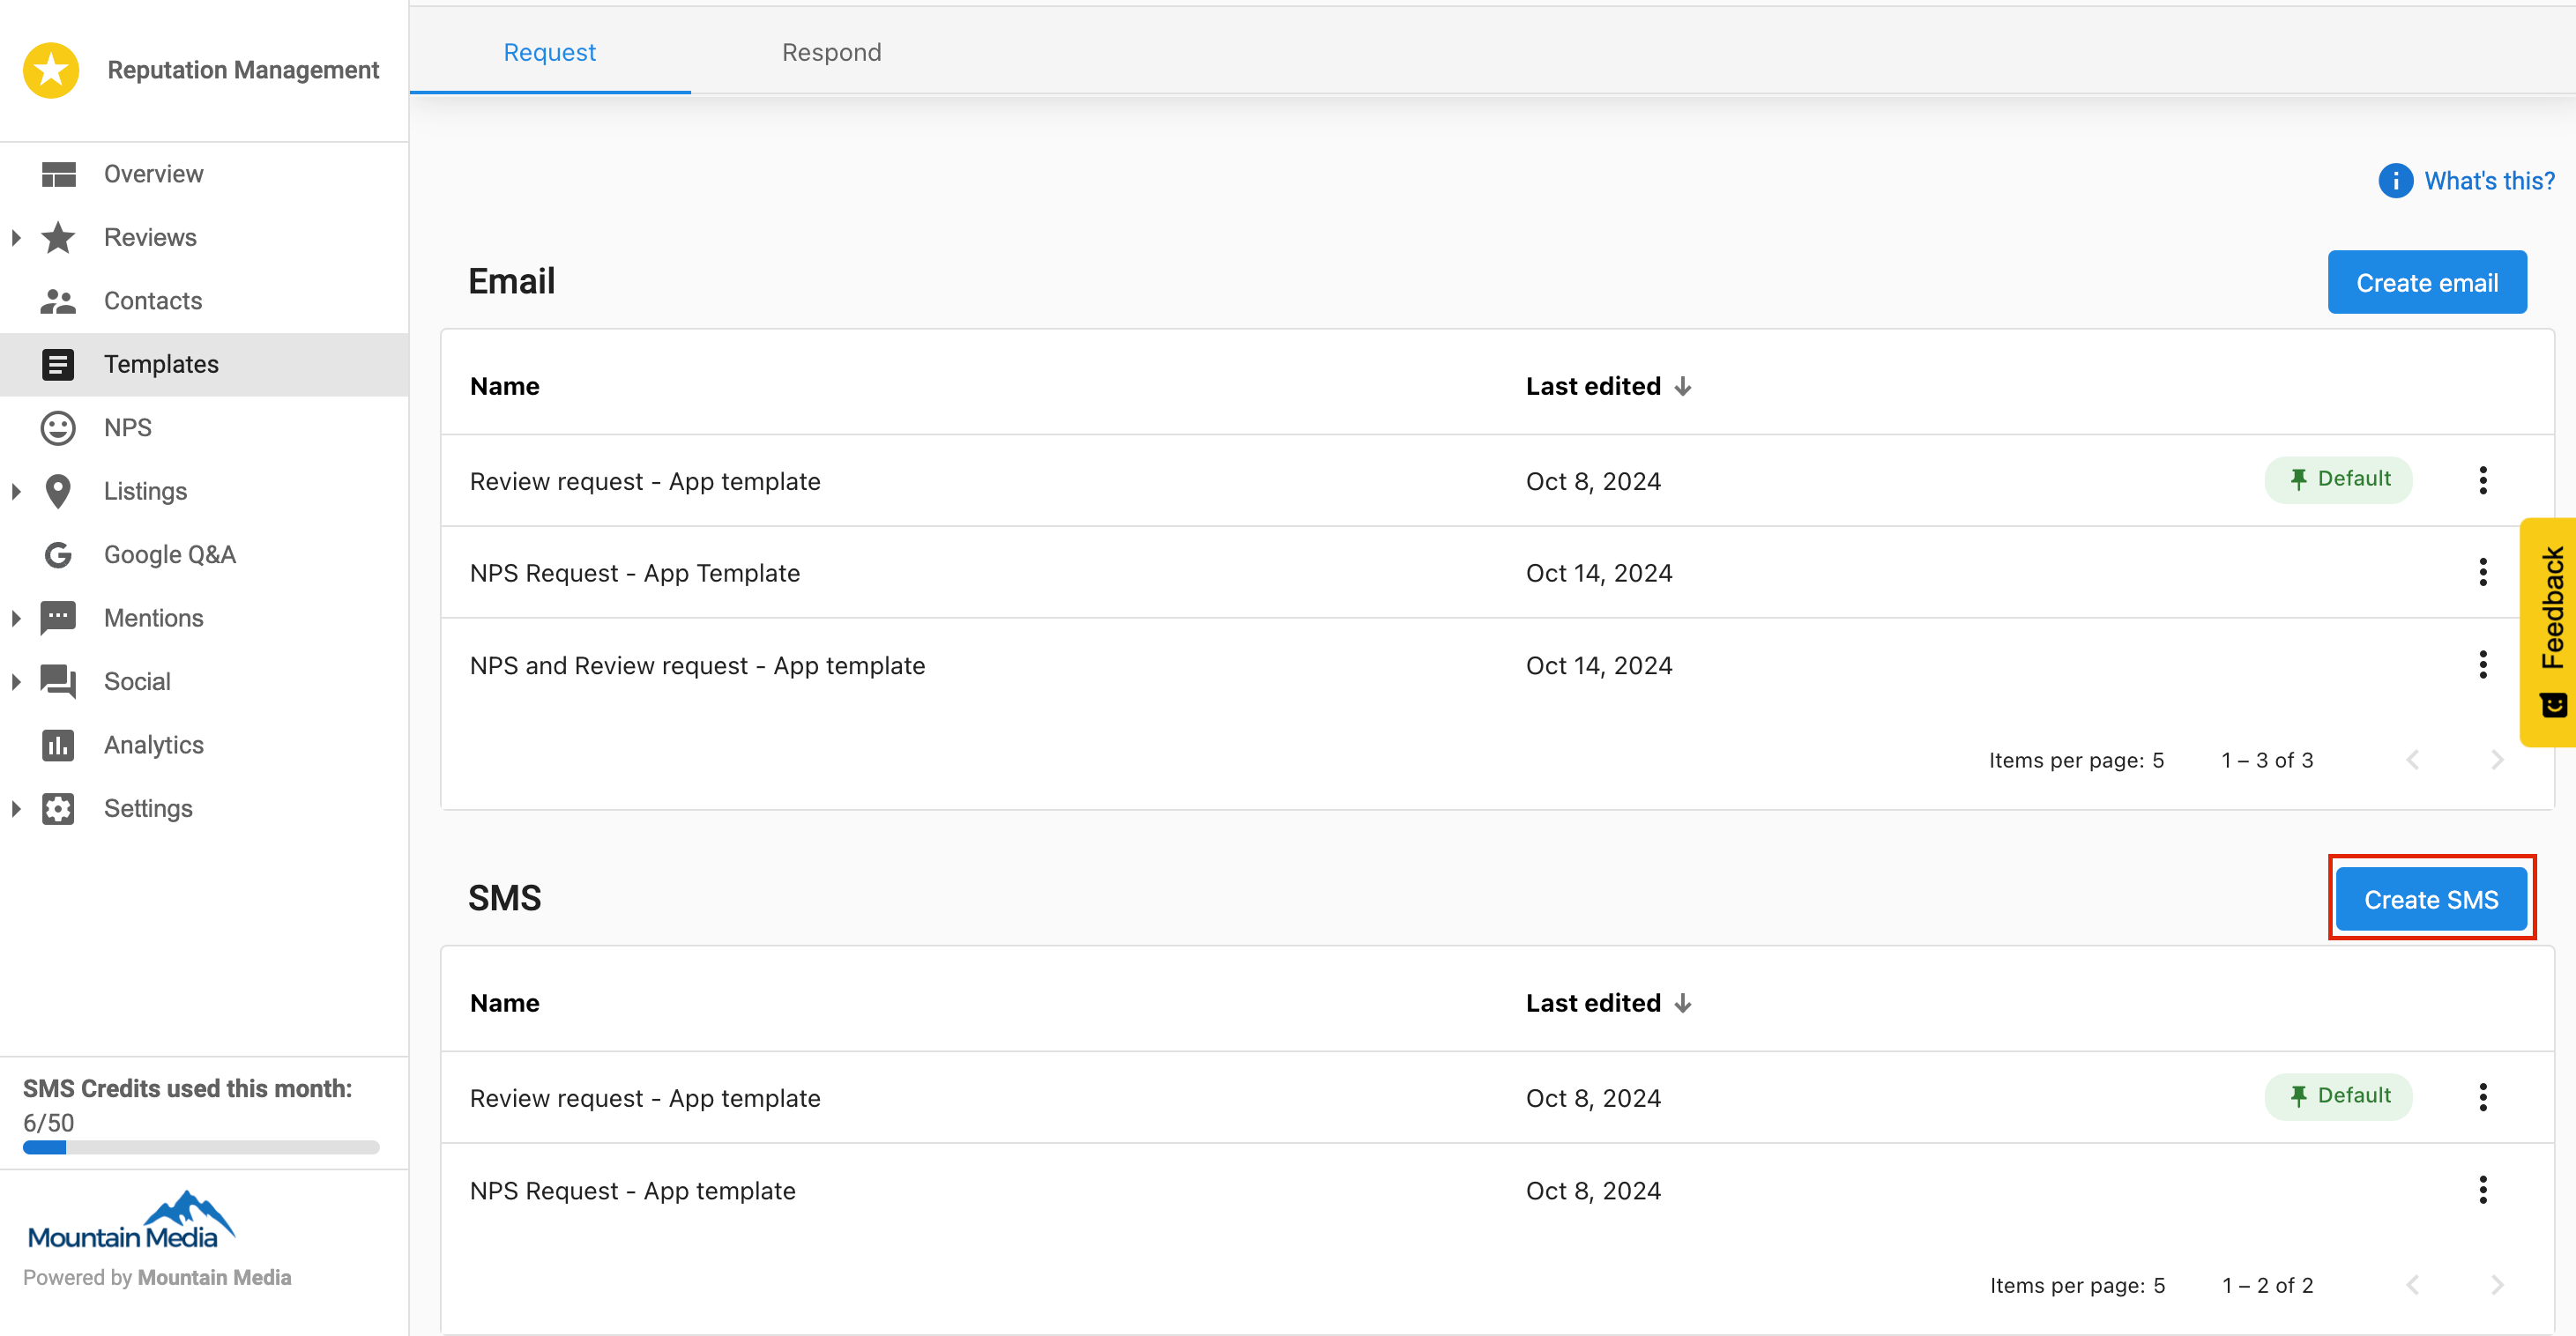 Reputation Management
Overview
Reviews
Contacts
Templates
NPS
Listings
Google Q&A
Mentions
Social
Analytics
Settings
SMS Credits used this month:
6/50
Mountain Media
Powered by Mountain Media
Request Respond
What's this?
Email Create email
Name Last edited
Review request - App template Oct 8, 2024 Default
NPS Request - App Template Oct 14, 2024
NPS and Review request - App template Oct 14, 2024
Items per page: 5 1 – 3 of 3
Feedback
SMS Create SMS
Name Last edited
Review request - App template Oct 8, 2024 Default
NPS Request - App template Oct 8, 2024
Items per page: 5 1 – 2 of 2